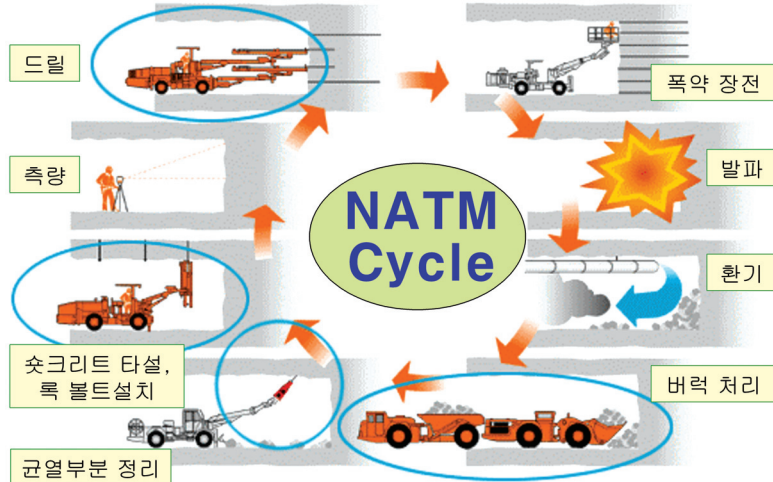 드릴
폭약 장전
측량
발파
NATM
Cycle
환기
숏크리트 타설,
록 볼트설치
버럭 처리
균열부분 정리